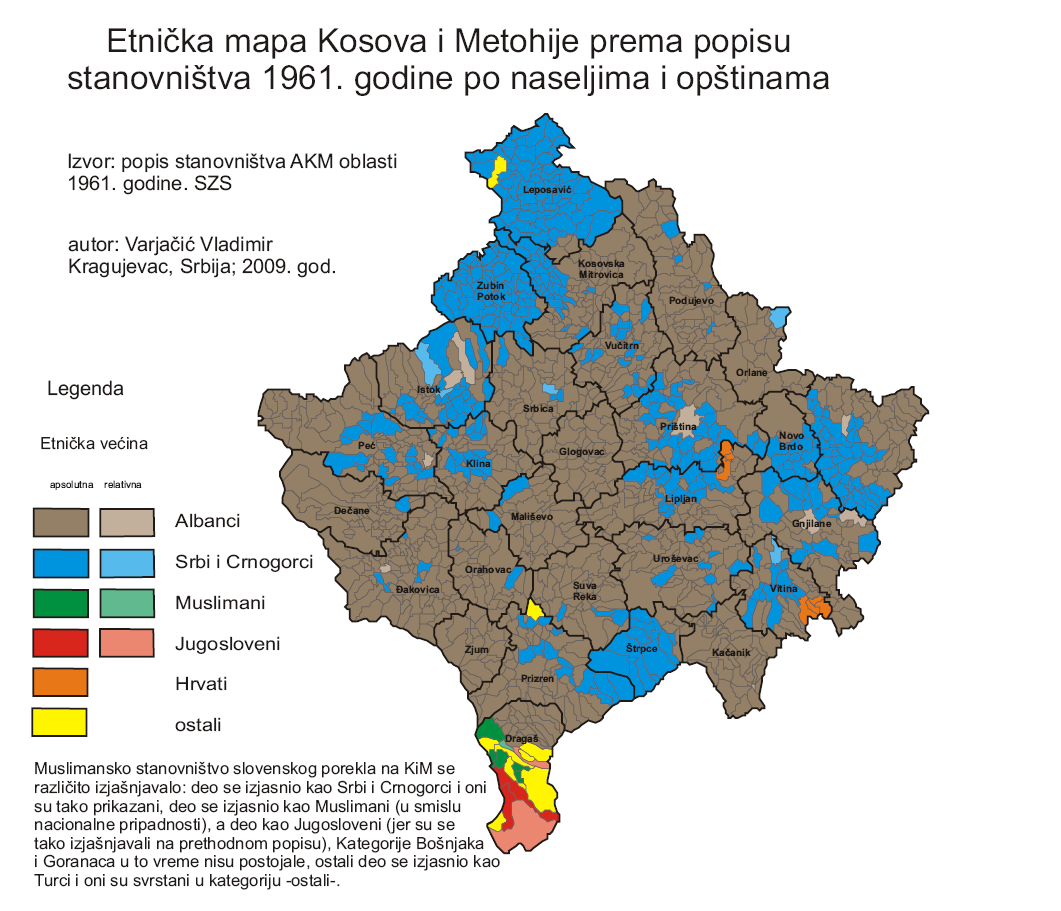 Etnička mapa Kosova i Metohije prema popisu
stanovništva 1961. godine po naseljima i opštinama
Izvor: popis stanovništva AKM oblasti
1961. godine. SZS
autor: Varjačić Vladimir
Kragujevac, Srbija; 2009. god.
Leposavić
Kosovska
Mitrovica
Zubin
Potok
Podujevo
Vučitrn
Orlane
Istok
Srbica
Priština
Novo
Brdo
Peć
Klina
Glogovac
Lipljan
Dečane
Mališevo
Gnjilane
Uroševac
Orahovac
Đakovica
Suva
Reka
Vitina
Zjum
Štrpce
Kačanik
Prizren
Dragaš
Legenda
Etnička većina
apsolutna relativna
Albanci
Srbi i Crnogorci
Muslimani
Jugosloveni
Hrvati
ostali
Muslimansko stanovništvo slovenskog porekla na KiM se
različito izjašnjavalo: deo se izjasnio kao Srbi i Crnogorci i oni
su tako prikazani, deo se izjasnio kao Muslimani (u smislu
nacionalne pripadnosti), a deo kao Jugosloveni (jer su se
tako izjašnjavali na prethodnom popisu), Kategorije Bošnjaka
i Goranaca u to vreme nisu postojale, ostali deo se izjasnio kao
Turci i oni su svrstani u kategoriju -ostali-.